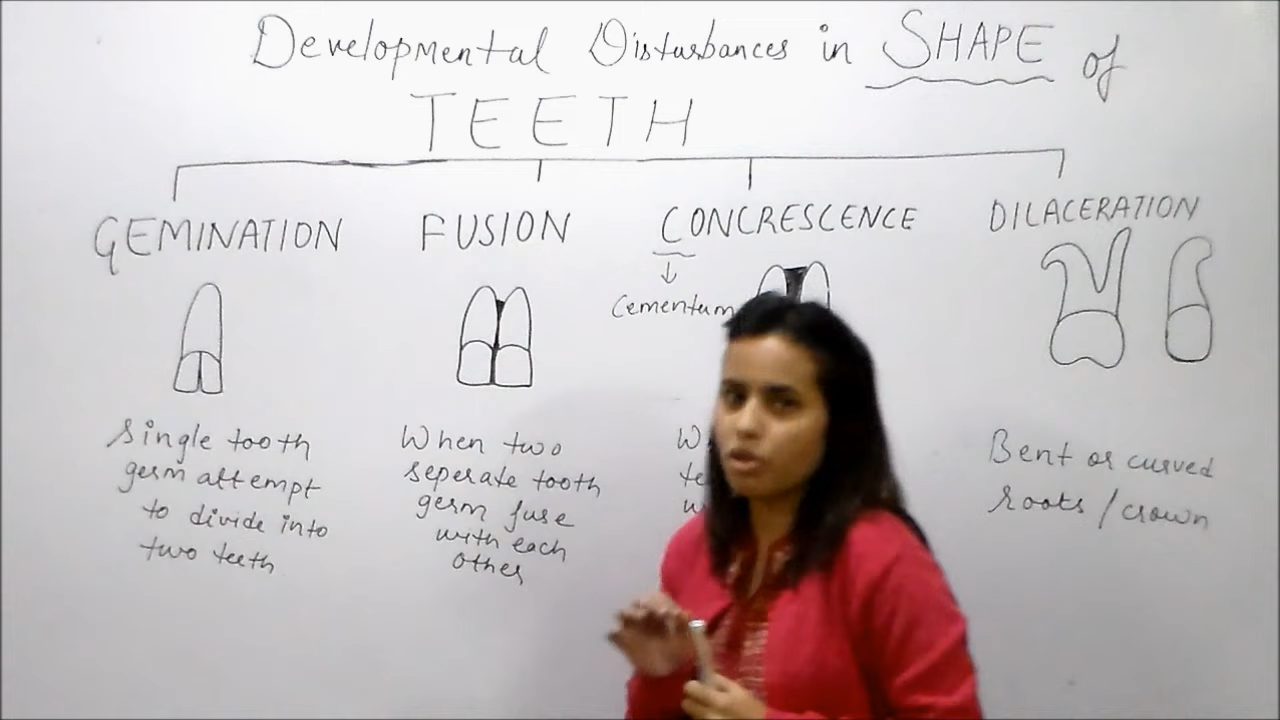 Developmental Disturbances in SHAPE of
TEETH
GEMINATION
single tooth
germ attempt
to divide into
two teeth
FUSION
When two
seperate tooth
germ fuse
with each
other
CONCRESCENCE
↓
Cementum
DILACERATION
Bent or curved
roots / crown